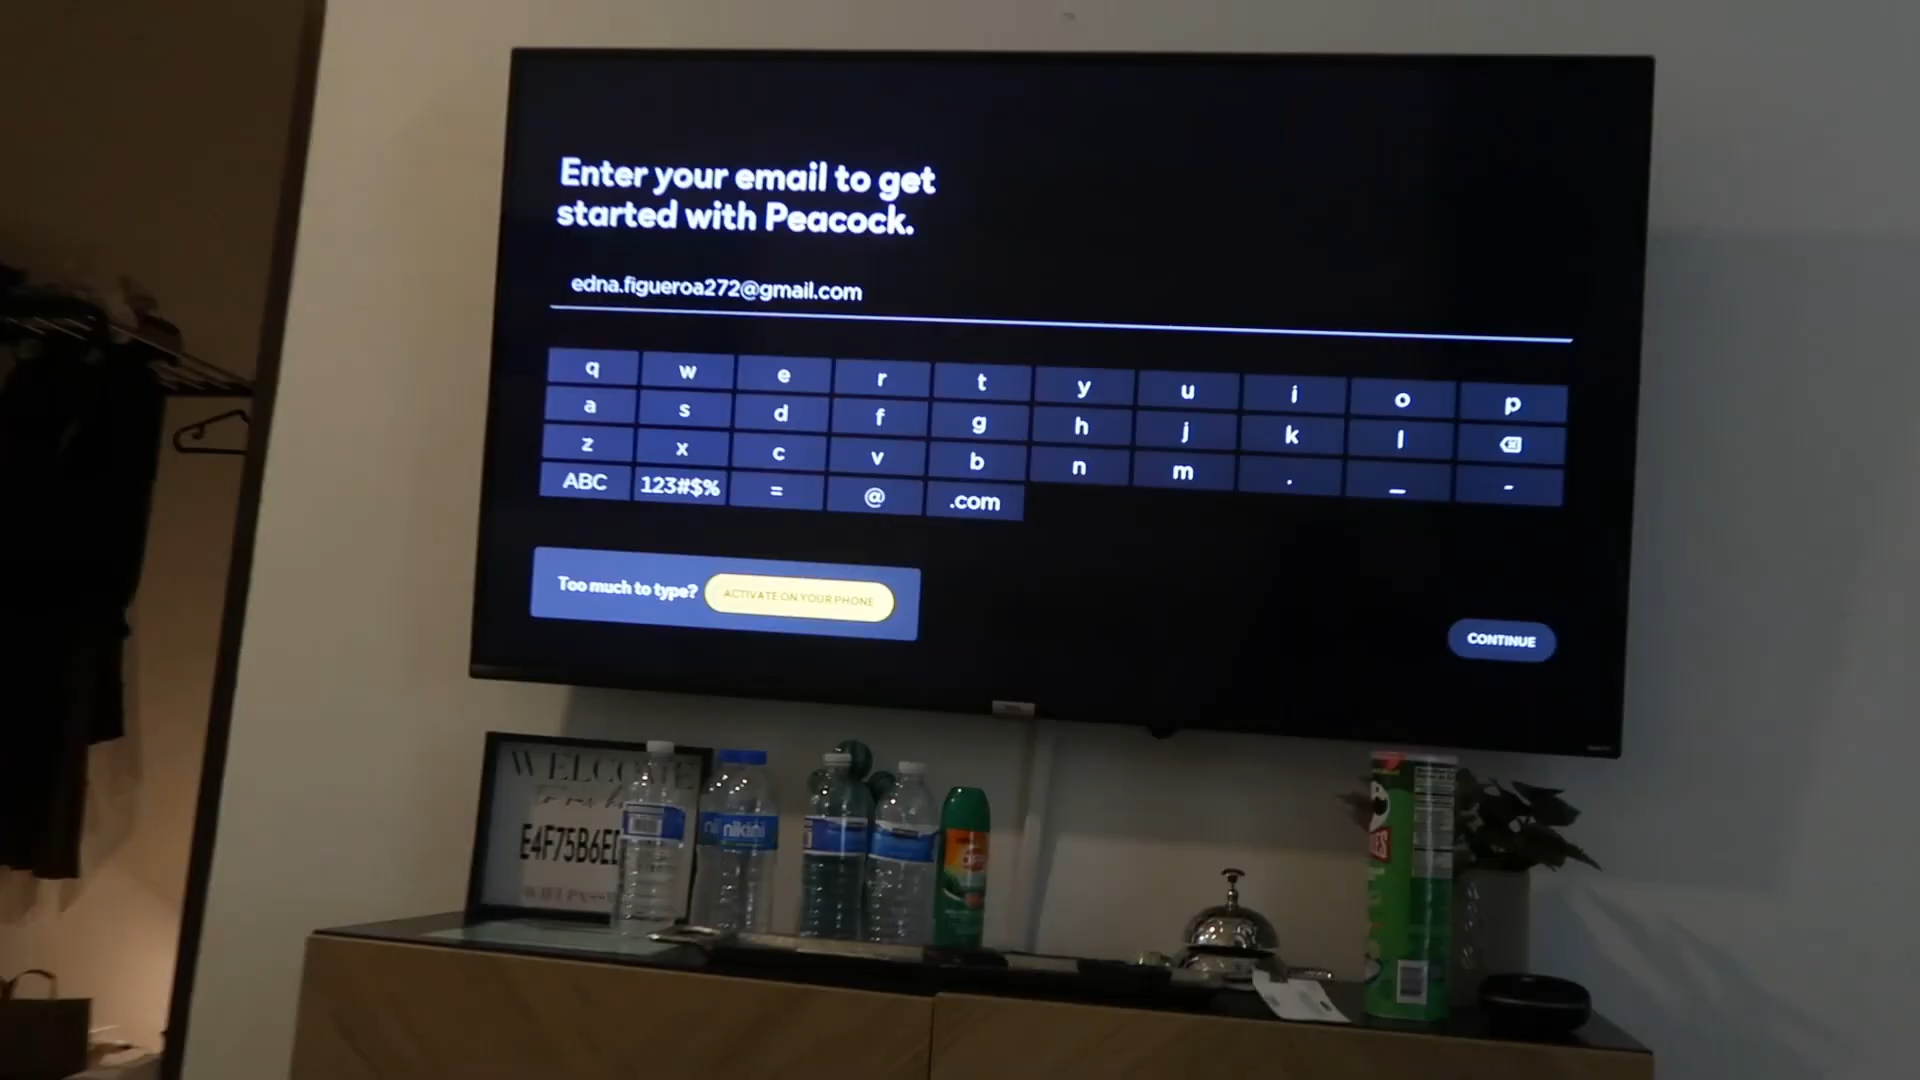 Enter your email to get
started with Peacock.
edna.figueroa272@gmail.com
q w e r t y u i o p
a s d f g h j k l
z x c v b n m . _ -
ABC 123#$% = @ .com
Too much to type? ACTIVATE ON YOUR PHONE
CONTINUE
WELCOME
E4F75B6E
nikini